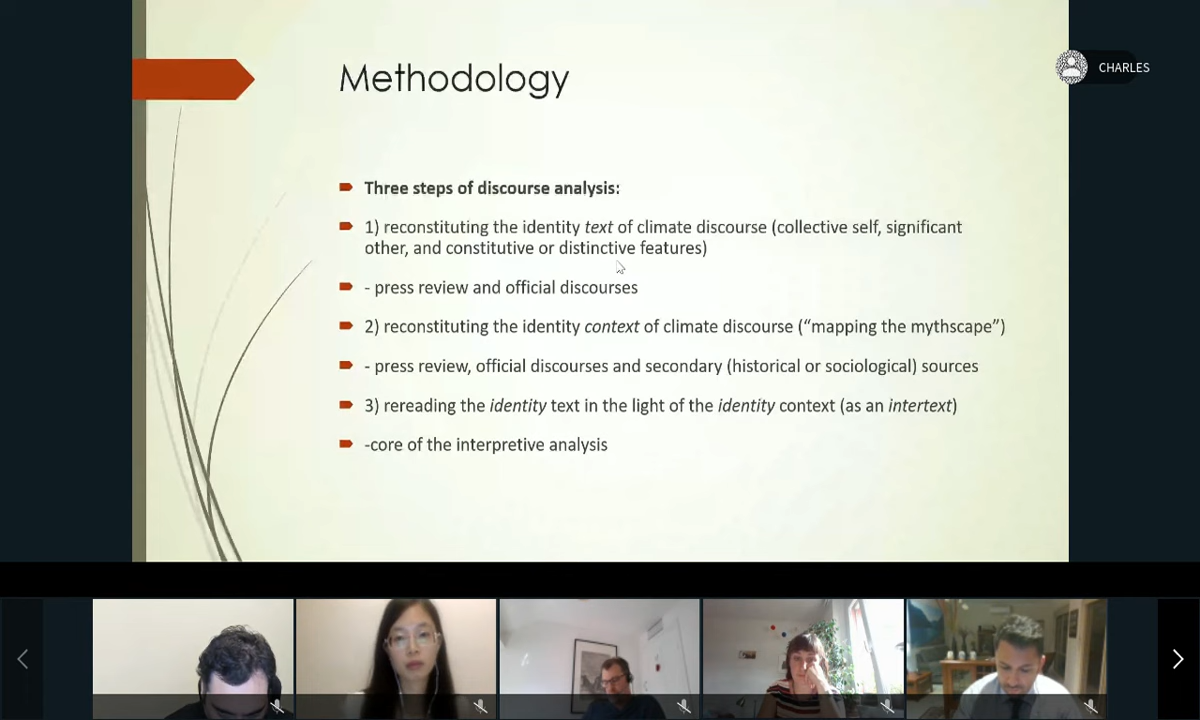 Methodology
CHARLES
Three steps of discourse analysis:
1) reconstituting the identity text of climate discourse (collective self, significant
other, and constitutive or distinctive features)
- press review and official discourses
2) reconstituting the identity context of climate discourse (“mapping the mythscape”)
- press review, official discourses and secondary (historical or sociological) sources
3) rereading the identity text in the light of the identity context (as an intertext)
-core of the interpretive analysis